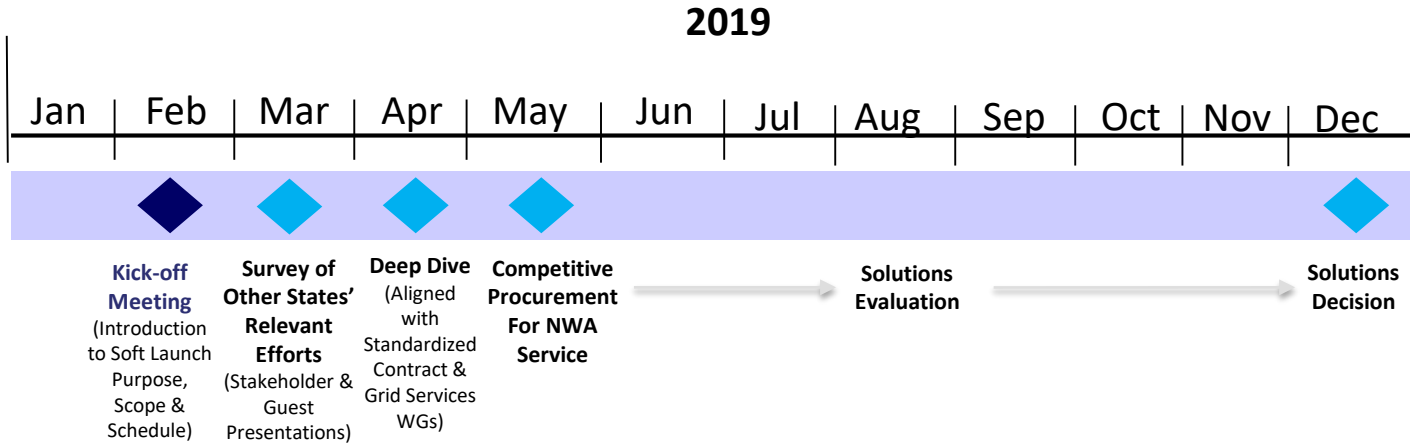 2019
Jan Feb Mar Apr May Jun Jul Aug Sep Oct Nov Dec
Kick-off
Meeting
(Introduction
to Soft Launch
Purpose,
Scope &
Schedule)
Survey of
Other States’
Relevant
Efforts
(Stakeholder &
Guest
Presentations)
Deep Dive
(Aligned
with
Standardized
Contract &
Grid Services
WGs)
Competitive
Procurement
For NWA
Service
Solutions
Evaluation
Solutions
Decision